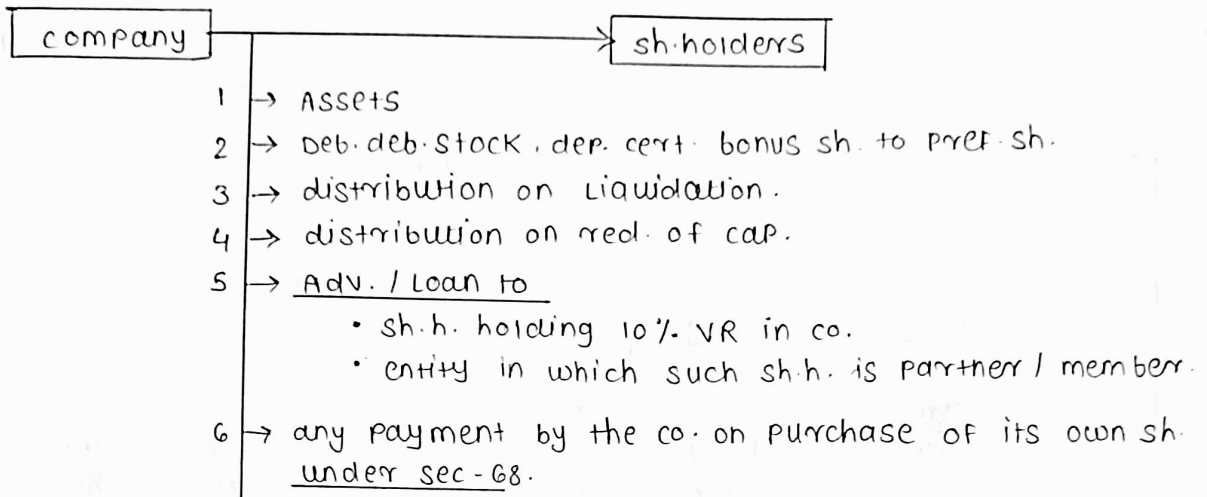 company → sh.holders
1 → Assets
2 → Deb. deb. stock. dep. cert. bonus sh. to pref. sh.
3 → distribution on Liquidation.
4 → distribution on red. of cap.
5 → Adv. / Loan to
• sh.h. holding 10% VR in co.
• entity in which such sh.h. is partner / member.
6 → any payment by the co. on purchase of its own sh.
under sec-68.